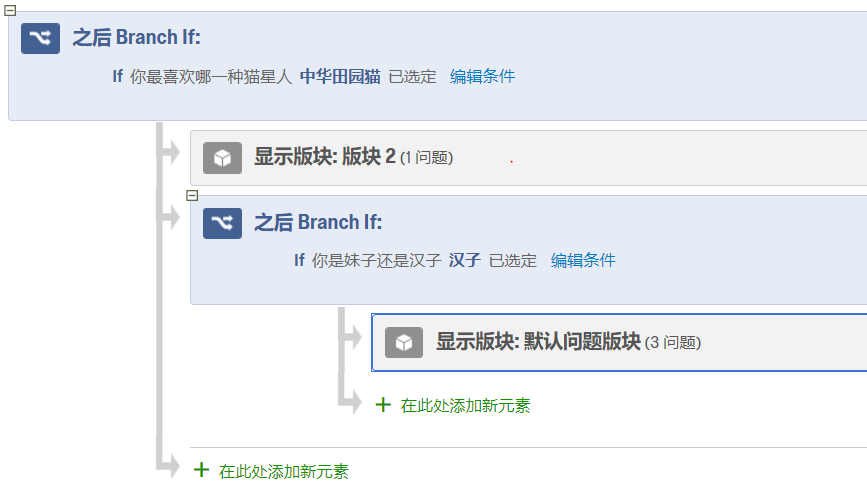 之后 Branch If:
If 你最喜欢哪一种猫星人 中华田园猫 已选定 编辑条件
显示版块: 版块 2 (1 问题) .
之后 Branch If:
If 你是妹子还是汉子 汉子 已选定 编辑条件
显示版块: 默认问题版块 (3 问题)
+ 在此处添加新元素
+ 在此处添加新元素